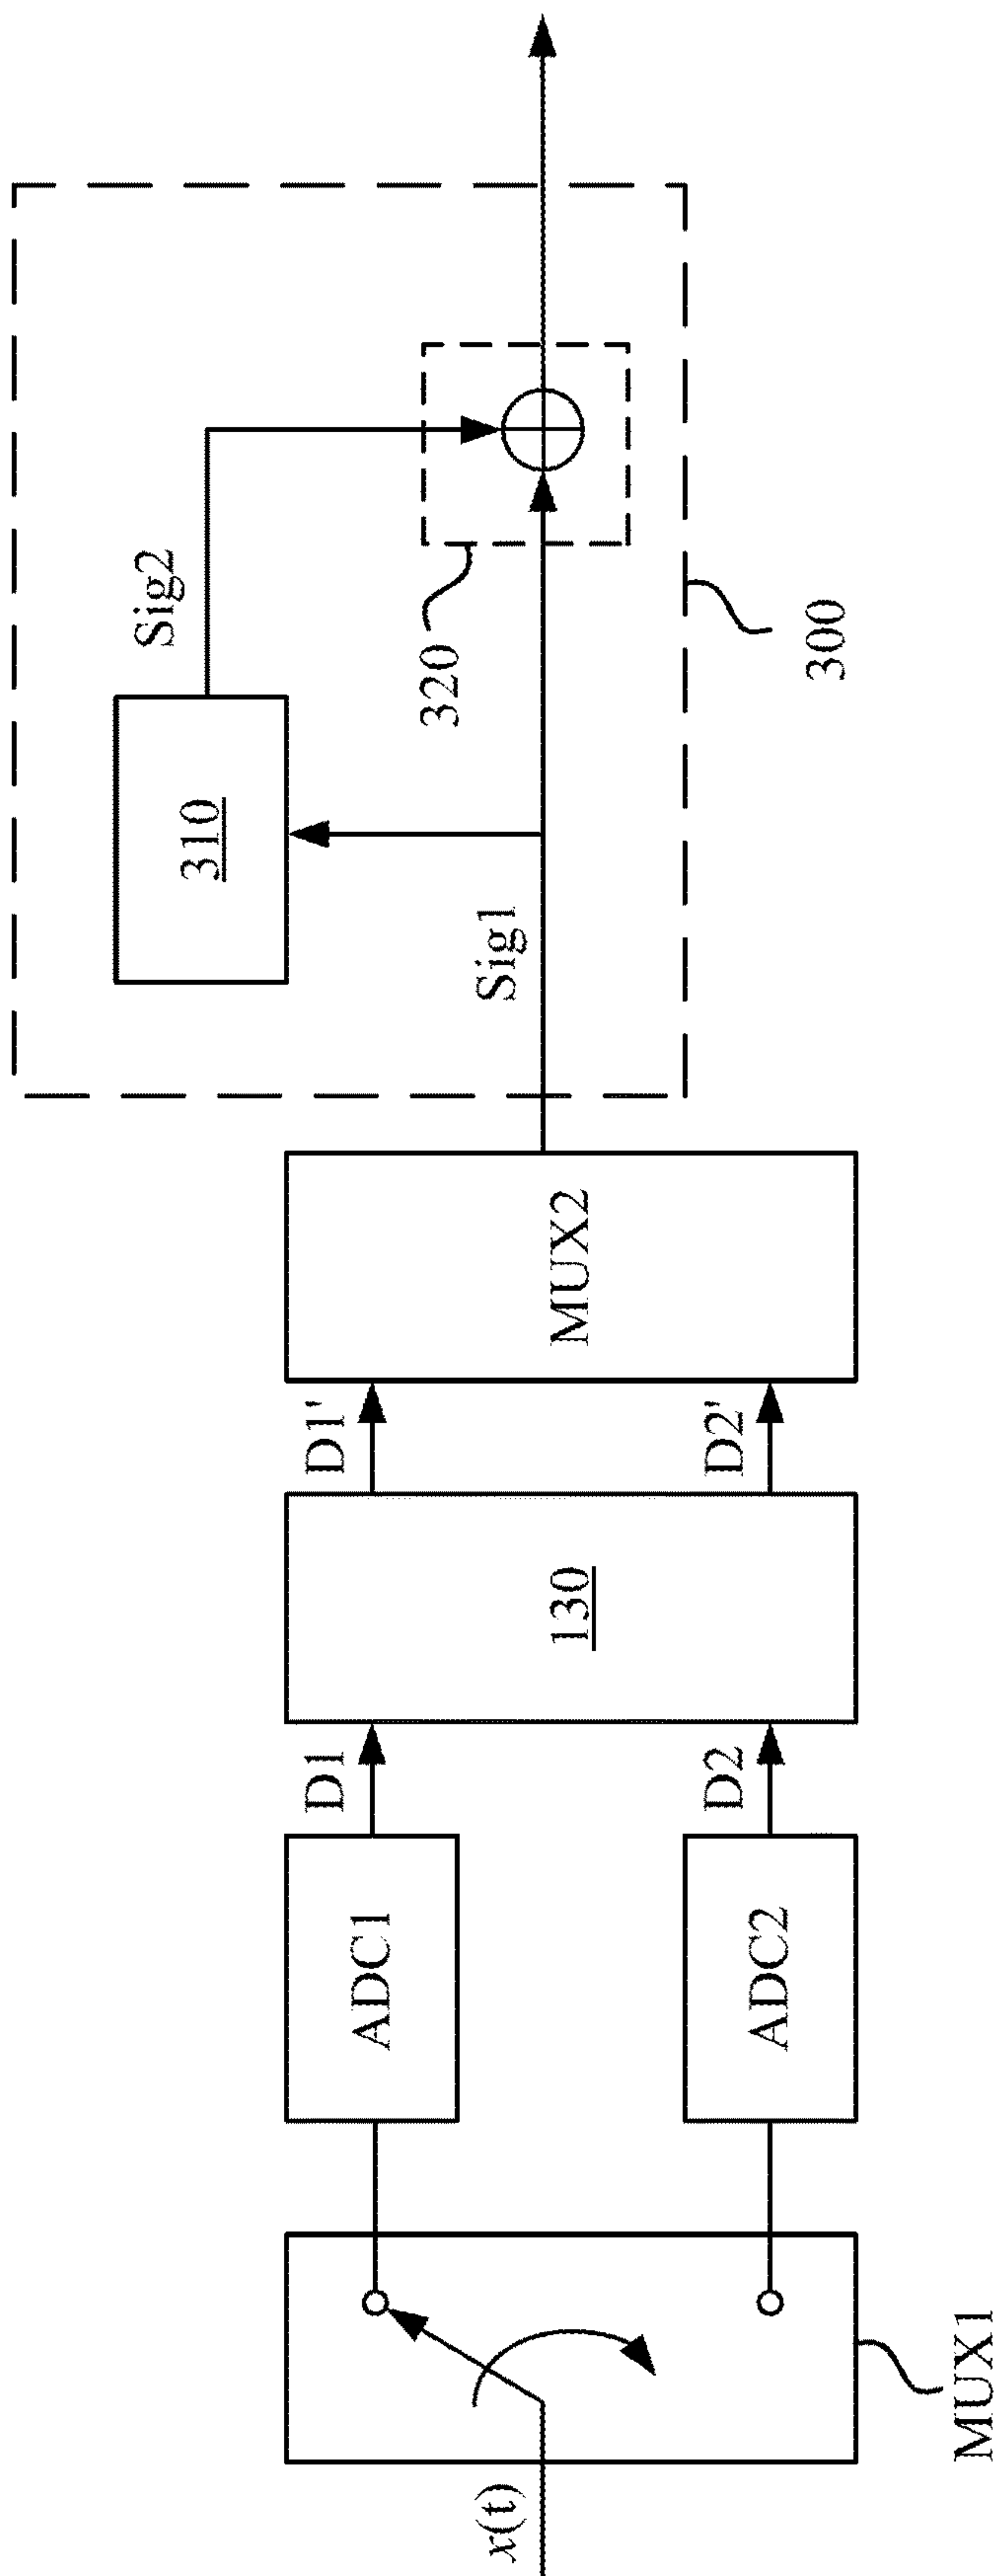 x(t)
MUX1
ADC1
ADC2
D1
D2
130
D1'
D2'
MUX2
Sig1
310
Sig2
320
300